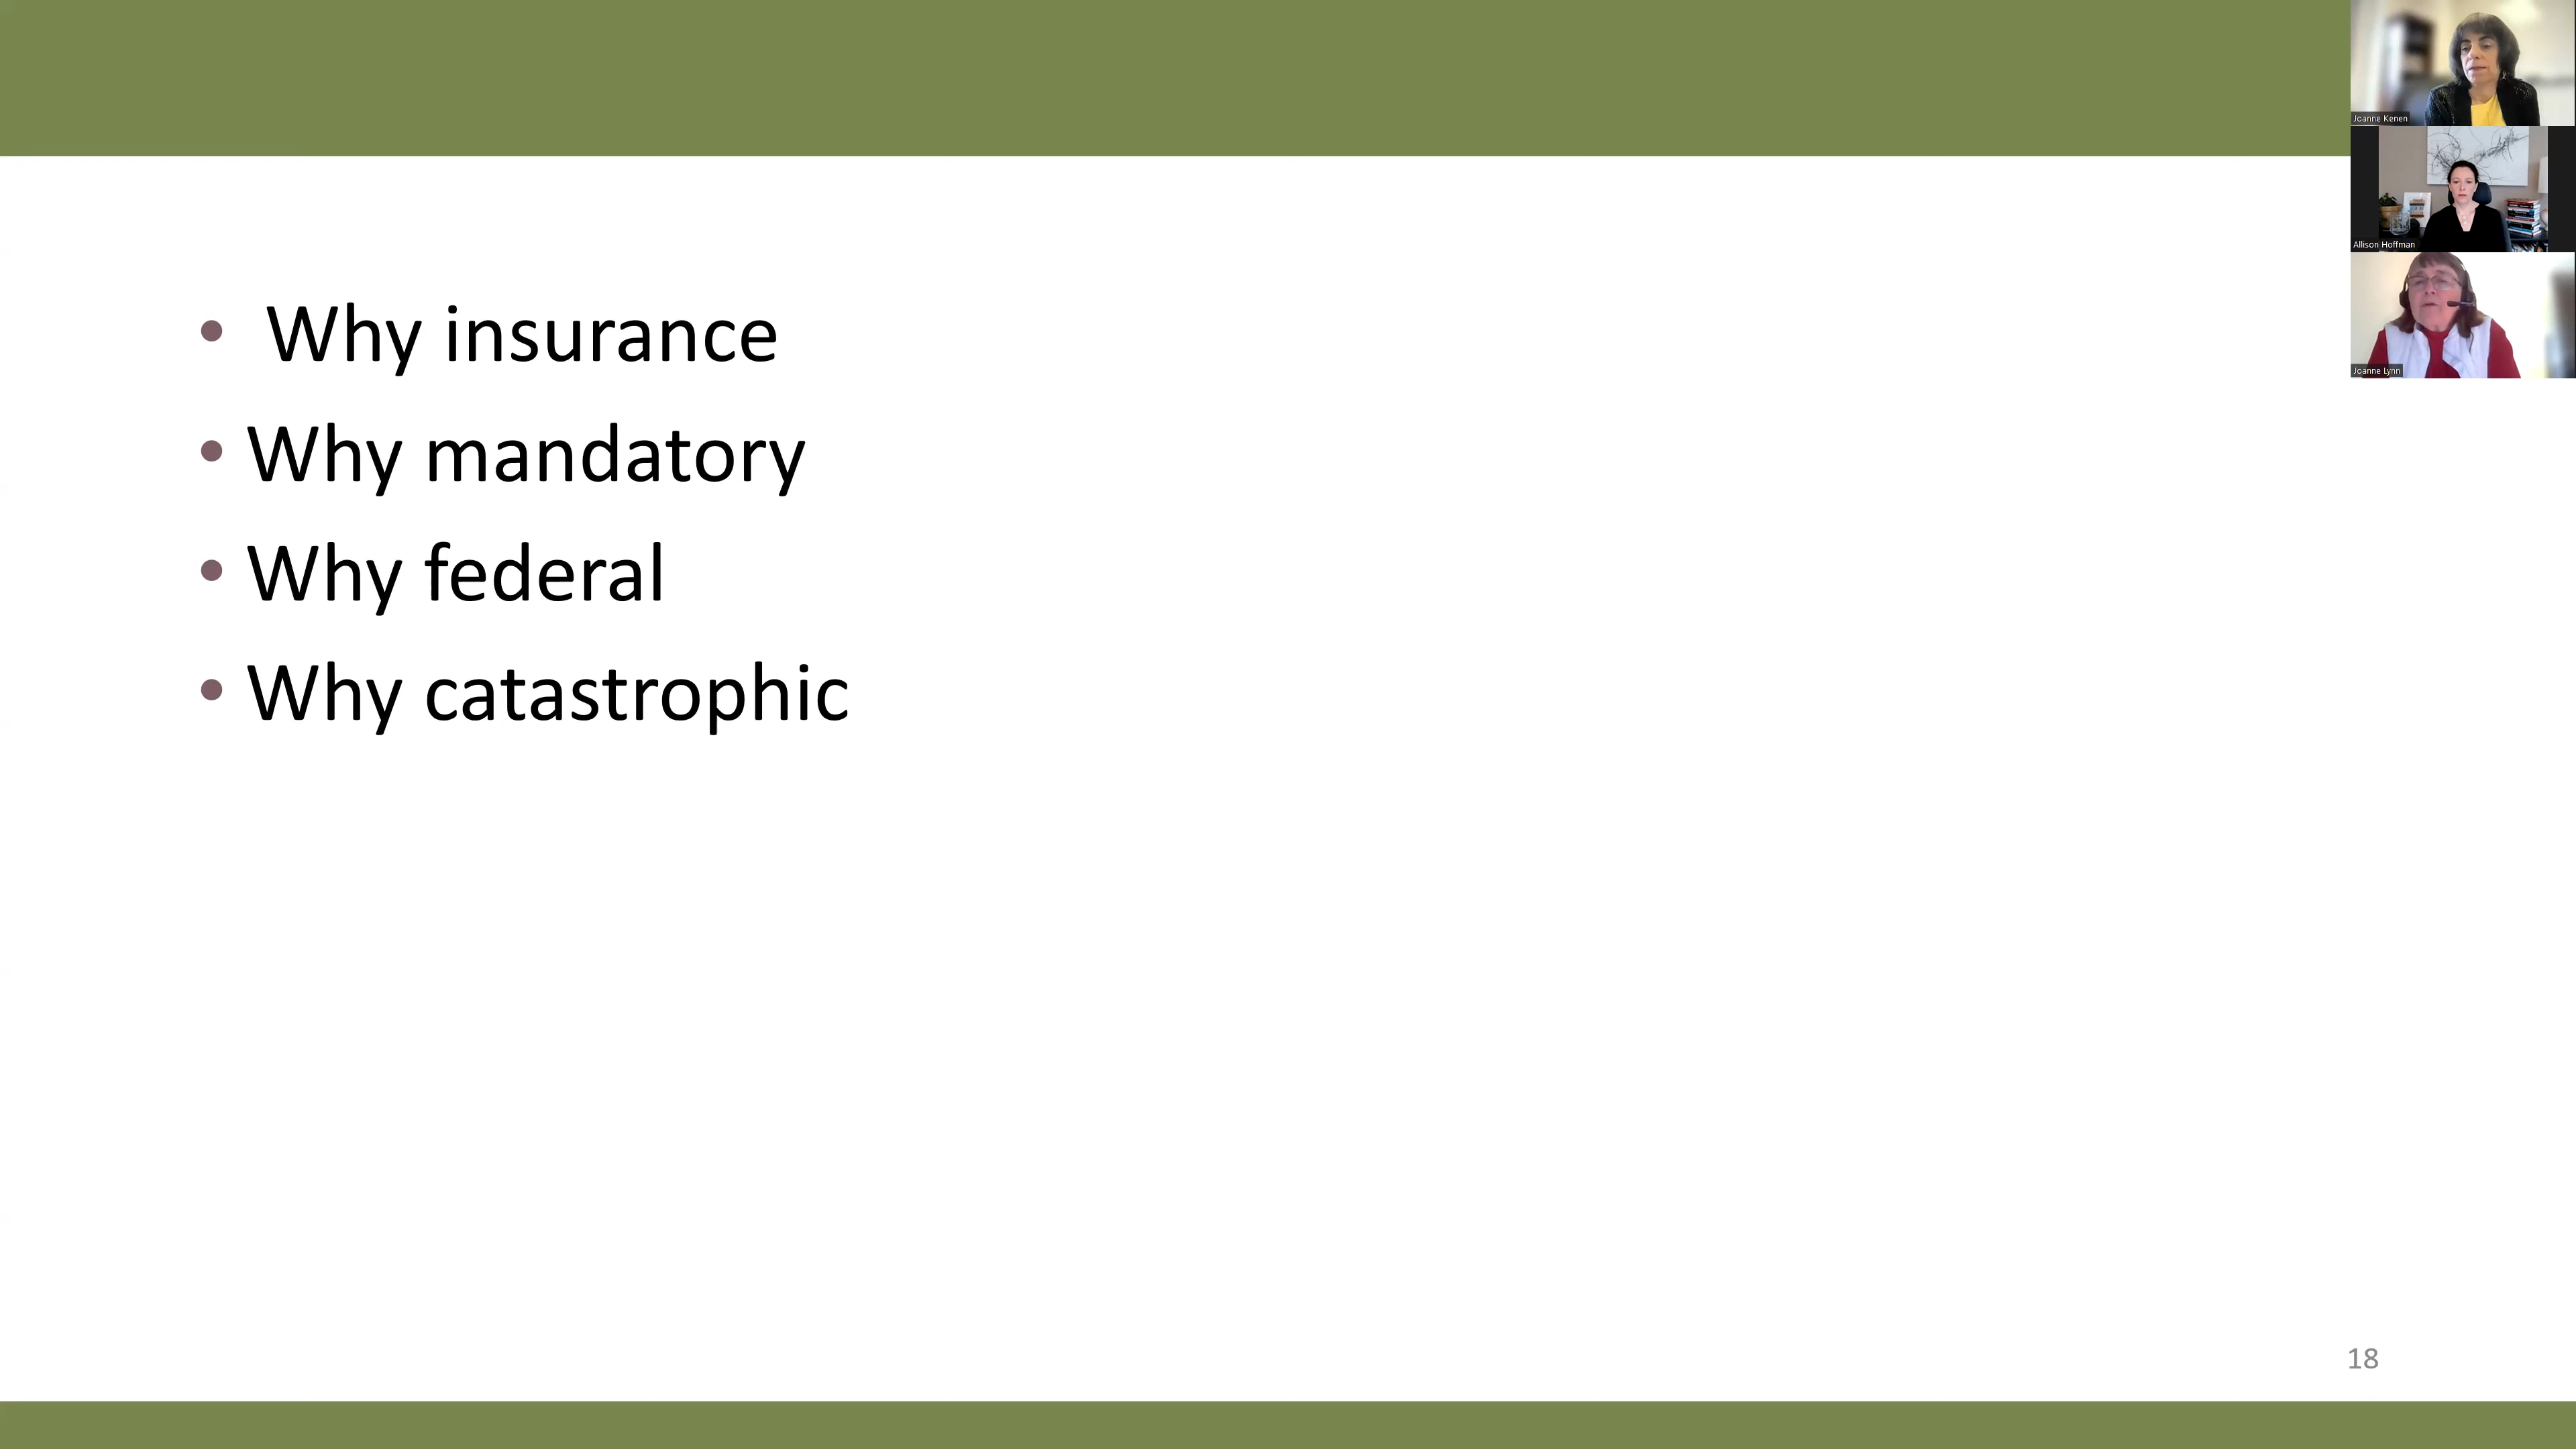 Joanne Kenen
Allison Hoffman
Joanne Lynn
• Why insurance
• Why mandatory
• Why federal
• Why catastrophic
18